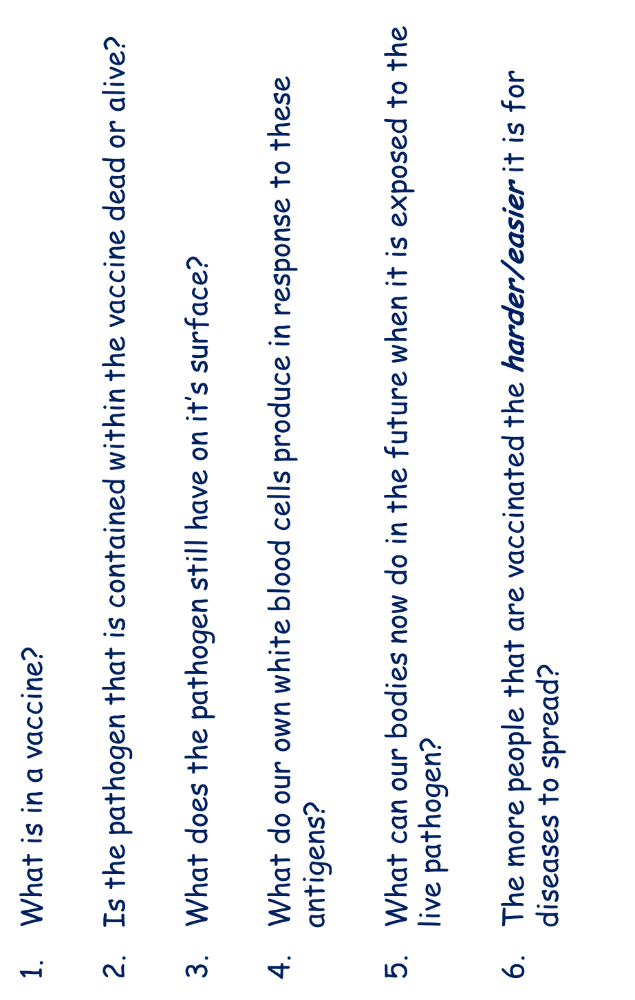 1. What is in a vaccine?
2. Is the pathogen that is contained within the vaccine dead or alive?
3. What does the pathogen still have on it's surface?
4. What do our own white blood cells produce in response to these
antigens?
5. What can our bodies now do in the future when it is exposed to the
live pathogen?
6. The more people that are vaccinated the harder/easier it is for
diseases to spread?